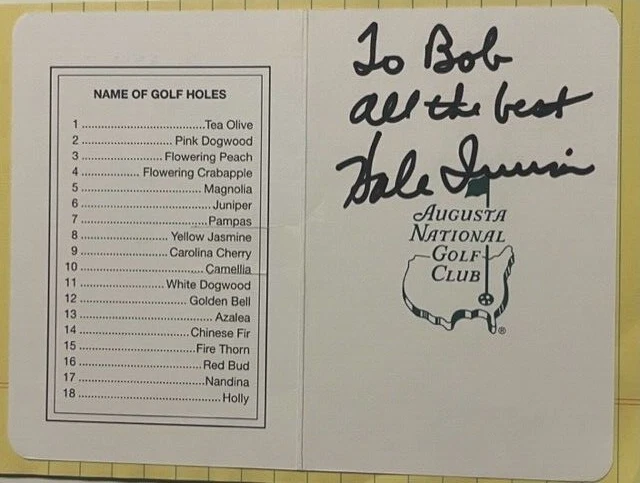 NAME OF GOLF HOLES
1 ........................................Tea Olive
2 .............................. Pink Dogwood
3 ...........................Flowering Peach
4 ................... Flowering Crabapple
5 ........................................Magnolia
6 .......................................... Juniper
7 ..........................................Pampas
8 ............................ Yellow Jasmine
9 ........................... Carolina Cherry
10 ........................................ Camellia
11 ............................White Dogwood
12 .................................... Golden Bell
13 ............................................ Azalea
14 .................................. Chinese Fir
15 ....................................Fire Thorn
16 ........................................ Red Bud
17 .........................................Nandina
18 ..............................................Holly
To Bob
all the best
Hale Irwin
AUGUSTA
NATIONAL
GOLF
CLUB
®